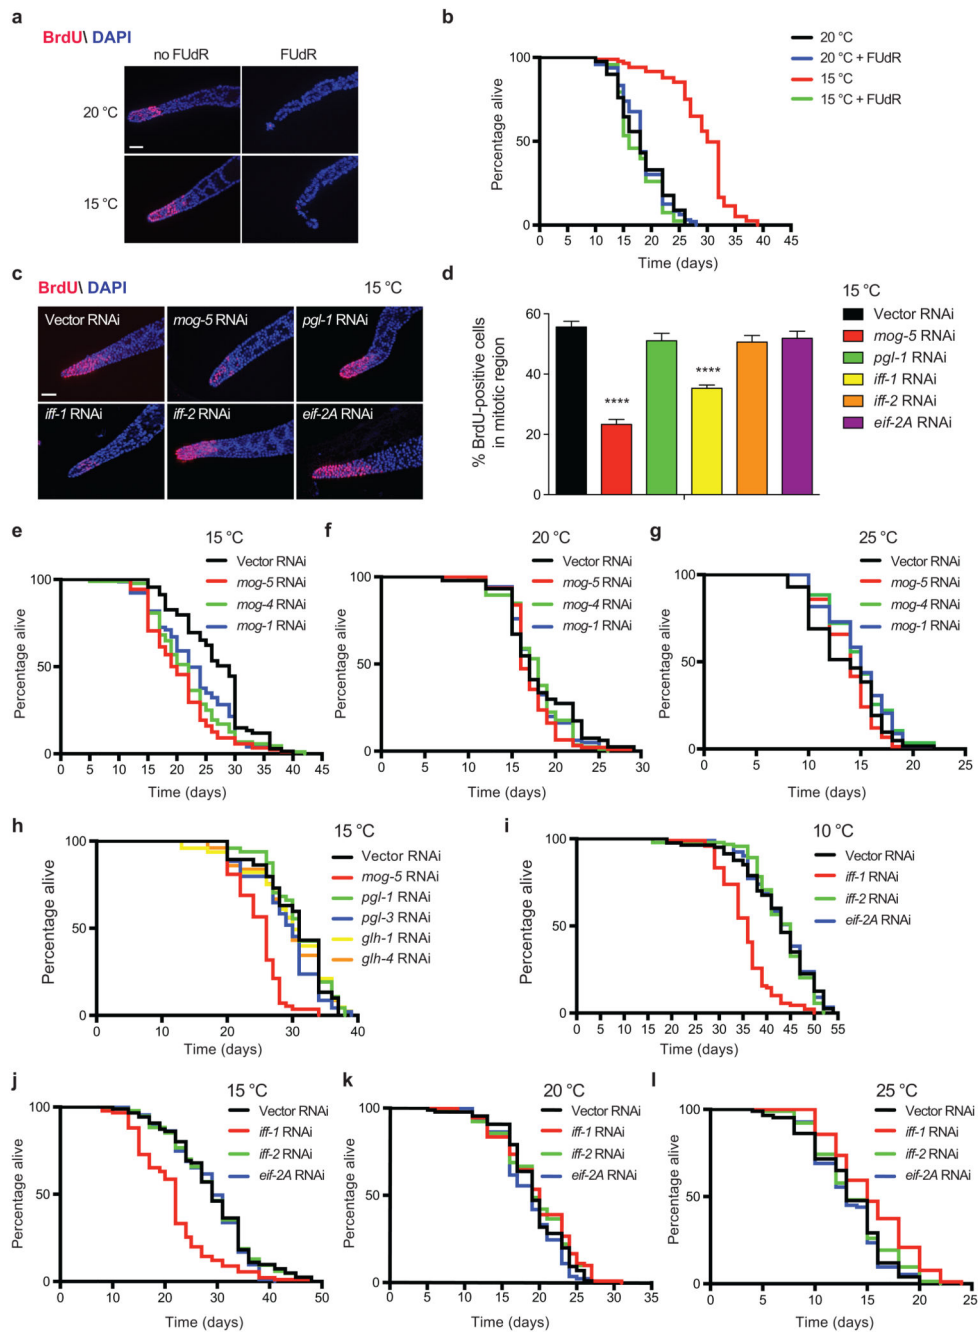 a
BrdU\ DAPI
no FUdR
FUdR
20 °C
15 °C
b
20 °C
20 °C + FUdR
15 °C
15 °C + FUdR
Percentage alive
100
50
0
0 5 10 15 20 25 30 35 40 45
Time (days)
c
BrdU\ DAPI
15 °C
Vector RNAi
mog-5 RNAi
pgl-1 RNAi
iff-1 RNAi
iff-2 RNAi
eif-2A RNAi
d
15 °C
Vector RNAi
mog-5 RNAi
pgl-1 RNAi
iff-1 RNAi
iff-2 RNAi
eif-2A RNAi
% BrdU-positive cells
in mitotic region
60
40
20
0
****
****
e
15 °C
Vector RNAi
mog-5 RNAi
mog-4 RNAi
mog-1 RNAi
Percentage alive
100
50
0
0 5 10 15 20 25 30 35 40 45
Time (days)
f
20 °C
Vector RNAi
mog-5 RNAi
mog-4 RNAi
mog-1 RNAi
Percentage alive
100
50
0
0 5 10 15 20 25 30
Time (days)
g
25 °C
Vector RNAi
mog-5 RNAi
mog-4 RNAi
mog-1 RNAi
Percentage alive
100
50
0
0 5 10 15 20 25
Time (days)
h
15 °C
Vector RNAi
mog-5 RNAi
pgl-1 RNAi
pgl-3 RNAi
glh-1 RNAi
glh-4 RNAi
Percentage alive
100
50
0
0 10 20 30 40
Time (days)
i
10 °C
Vector RNAi
iff-1 RNAi
iff-2 RNAi
eif-2A RNAi
Percentage alive
100
50
0
0 5 10 15 20 25 30 35 40 45 50 55
Time (days)
j
15 °C
Vector RNAi
iff-1 RNAi
iff-2 RNAi
eif-2A RNAi
Percentage alive
100
50
0
0 10 20 30 40 50
Time (days)
k
20 °C
Vector RNAi
iff-1 RNAi
iff-2 RNAi
eif-2A RNAi
Percentage alive
100
50
0
0 5 10 15 20 25 30 35
Time (days)
l
25 °C
Vector RNAi
iff-1 RNAi
iff-2 RNAi
eif-2A RNAi
Percentage alive
100
50
0
0 5 10 15 20 25
Time (days)